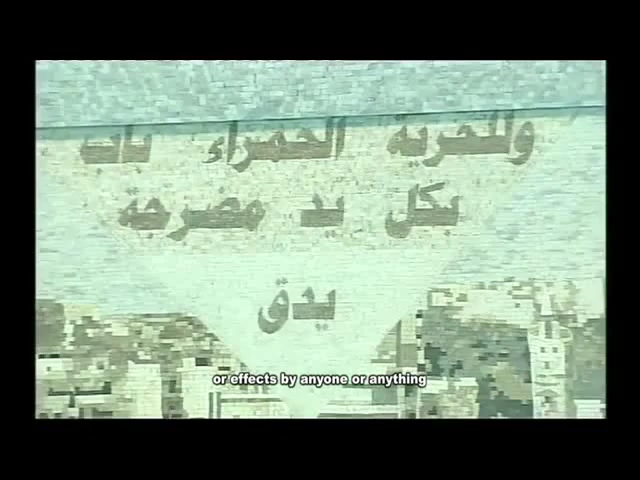 وللحرية الحمراء باب
بكل يد مضرجة
يدق
or effects by anyone or anything